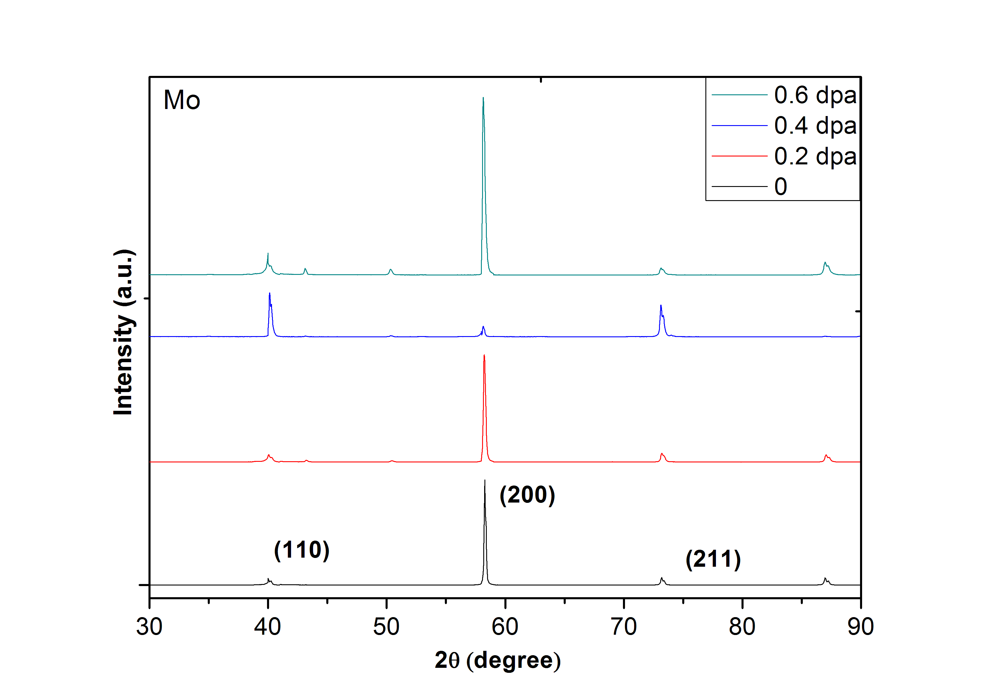 Mo
0.6 dpa
0.4 dpa
0.2 dpa
0
Intensity (a.u.)
(200)
(110)
(211)
30 40 50 60 70 80 90
2θ (degree)